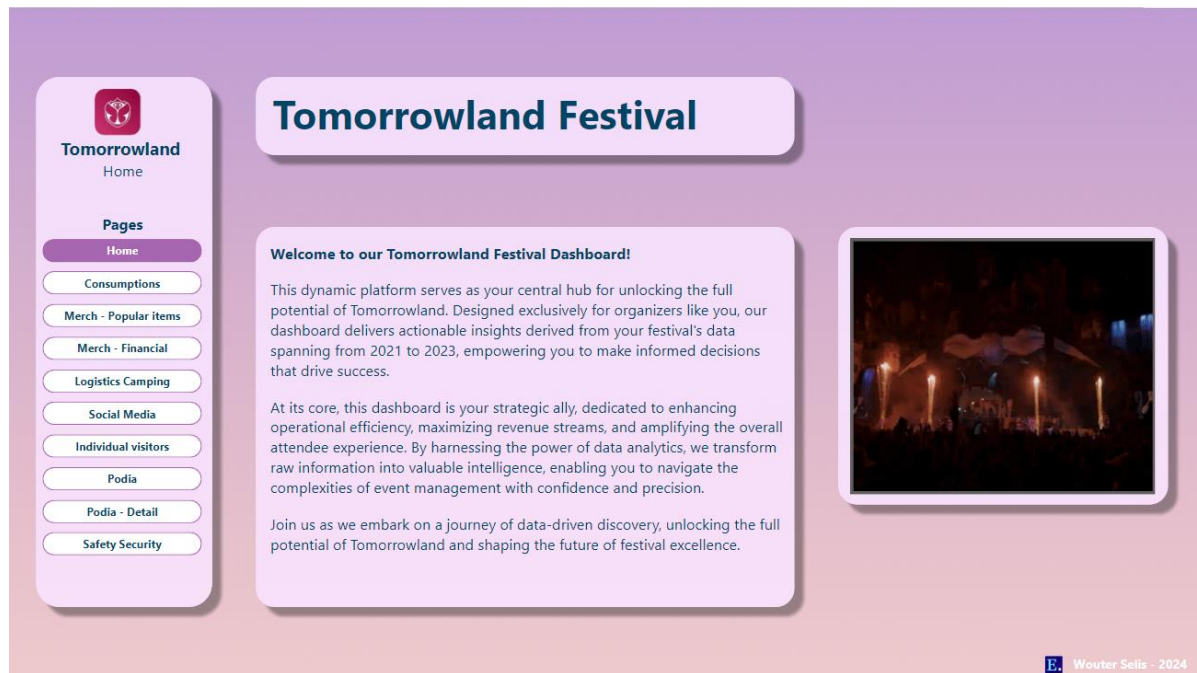 Tomorrowland
Home
Pages
Home
Consumptions
Merch - Popular items
Merch - Financial
Logistics Camping
Social Media
Individual visitors
Podia
Podia - Detail
Safety Security
Tomorrowland Festival
Welcome to our Tomorrowland Festival Dashboard!
This dynamic platform serves as your central hub for unlocking the full
potential of Tomorrowland. Designed exclusively for organizers like you, our
dashboard delivers actionable insights derived from your festival's data
spanning from 2021 to 2023, empowering you to make informed decisions
that drive success.
At its core, this dashboard is your strategic ally, dedicated to enhancing
operational efficiency, maximizing revenue streams, and amplifying the overall
attendee experience. By harnessing the power of data analytics, we transform
raw information into valuable intelligence, enabling you to navigate the
complexities of event management with confidence and precision.
Join us as we embark on a journey of data-driven discovery, unlocking the full
potential of Tomorrowland and shaping the future of festival excellence.
E. Wouter Selis - 2024